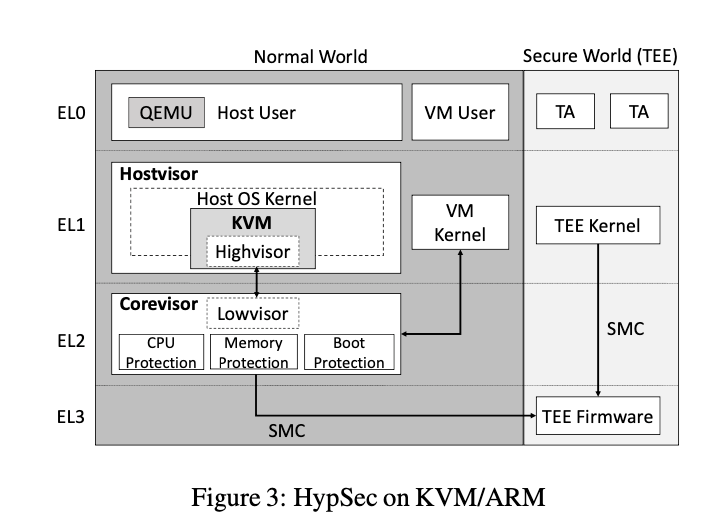 Normal World
Secure World (TEE)
EL0
QEMU
Host User
VM User
TA
TA
EL1
Hostvisor
Host OS Kernel
KVM
Highvisor
VM
Kernel
TEE Kernel
EL2
Corevisor
Lowvisor
CPU
Protection
Memory
Protection
Boot
Protection
SMC
EL3
SMC
TEE Firmware
Figure 3: HypSec on KVM/ARM